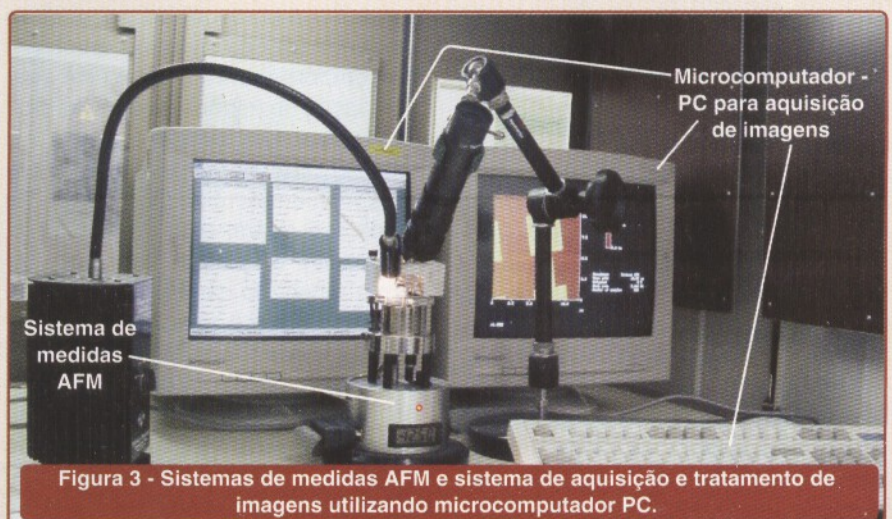 Microcomputador -
PC para aquisição
de imagens
Sistema de
medidas
AFM
Figura 3 - Sistemas de medidas AFM e sistema de aquisição e tratamento de
imagens utilizando microcomputador PC.